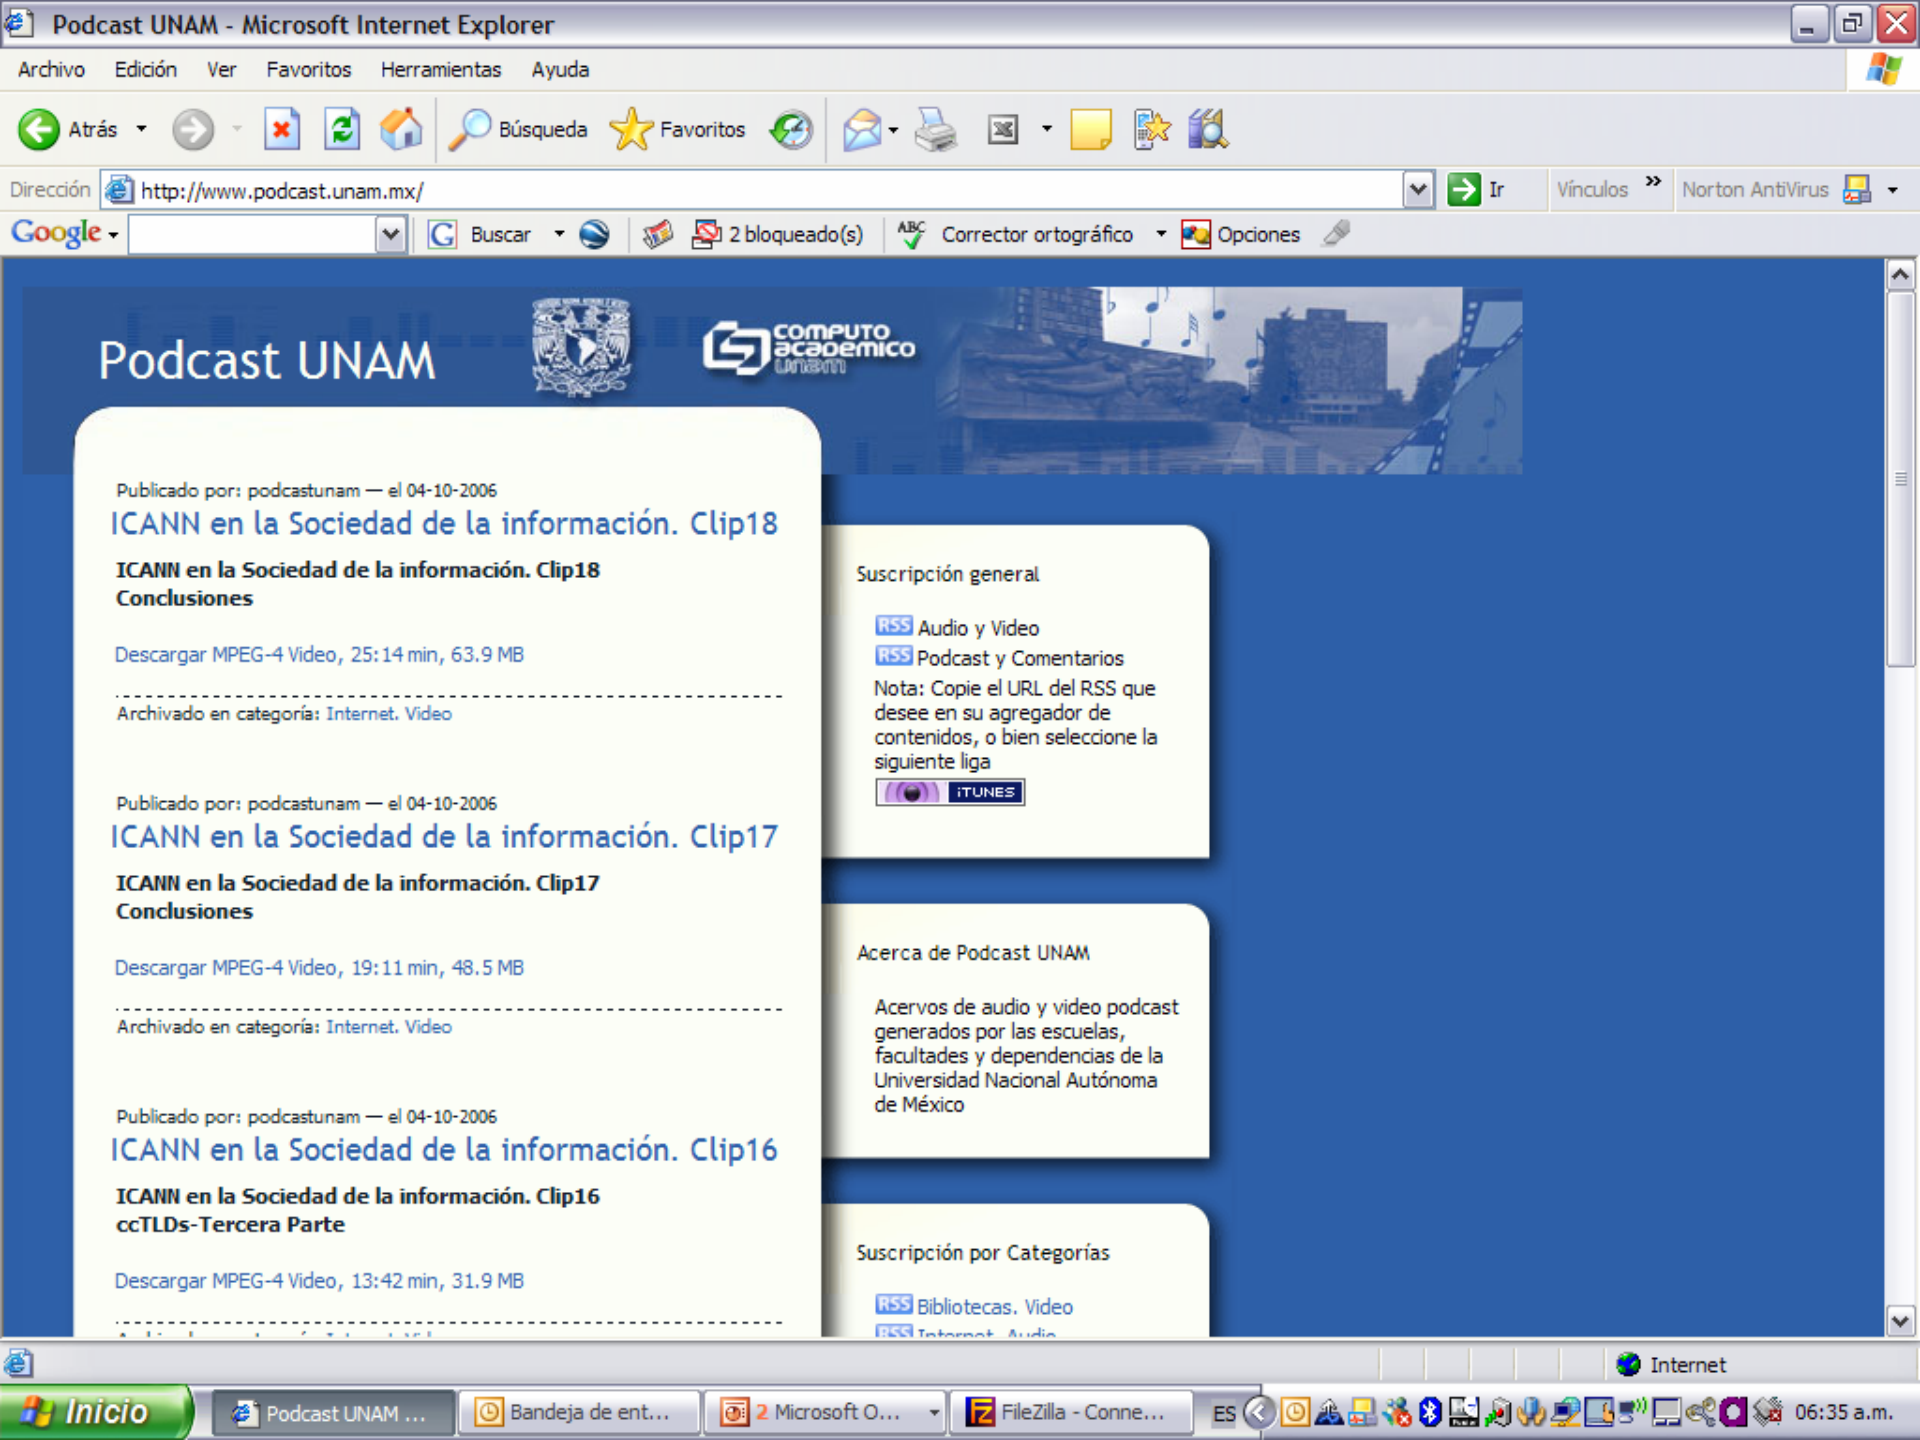 Podcast UNAM - Microsoft Internet Explorer
Archivo Edición Ver Favoritos Herramientas Ayuda
Atrás Búsqueda Favoritos
Dirección http://www.podcast.unam.mx/ Ir Vínculos » Norton AntiVirus
Google G Buscar 2 bloqueado(s) ABC Corrector ortográfico Opciones
Podcast UNAM
COMPUTO
academico
unam
Publicado por: podcastunam — el 04-10-2006
ICANN en la Sociedad de la información. Clip18
ICANN en la Sociedad de la información. Clip18
Conclusiones
Descargar MPEG-4 Video, 25:14 min, 63.9 MB
Archivado en categoría: Internet. Video
Publicado por: podcastunam — el 04-10-2006
ICANN en la Sociedad de la información. Clip17
ICANN en la Sociedad de la información. Clip17
Conclusiones
Descargar MPEG-4 Video, 19:11 min, 48.5 MB
Archivado en categoría: Internet. Video
Publicado por: podcastunam — el 04-10-2006
ICANN en la Sociedad de la información. Clip16
ICANN en la Sociedad de la información. Clip16
ccTLDs-Tercera Parte
Descargar MPEG-4 Video, 13:42 min, 31.9 MB
Suscripción general
RSS Audio y Video
RSS Podcast y Comentarios
Nota: Copie el URL del RSS que
desee en su agregador de
contenidos, o bien seleccione la
siguiente liga
iTUNES
Acerca de Podcast UNAM
Acervos de audio y video podcast
generados por las escuelas,
facultades y dependencias de la
Universidad Nacional Autónoma
de México
Suscripción por Categorías
RSS Bibliotecas. Video
RSS Internet. Audio
Internet
Inicio Podcast UNAM ... Bandeja de ent... 2 Microsoft O... FileZilla - Conne... ES 06:35 a.m.